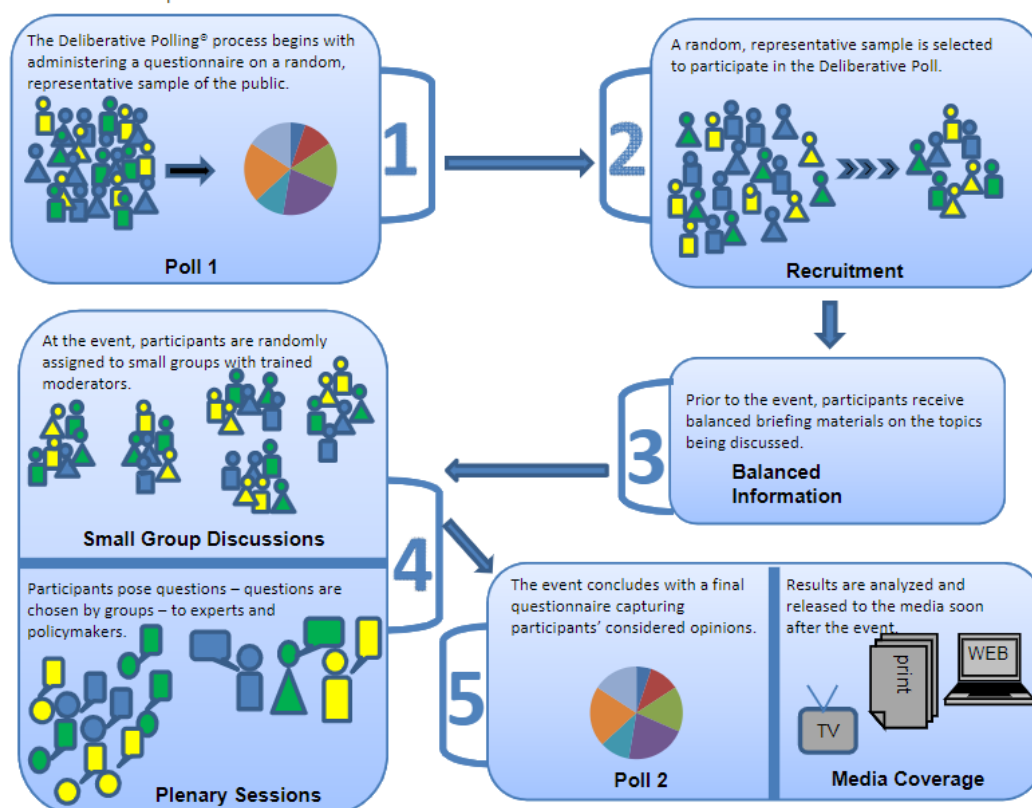 The Deliberative Polling® process begins with
administering a questionnaire on a random,
representative sample of the public.
Poll 1
1
2
A random, representative sample is selected
to participate in the Deliberative Poll.
Recruitment
3
Prior to the event, participants receive
balanced briefing materials on the topics
being discussed.
Balanced
Information
At the event, participants are randomly
assigned to small groups with trained
moderators.
Small Group Discussions
4
Participants pose questions – questions are
chosen by groups – to experts and
policymakers.
Plenary Sessions
5
The event concludes with a final
questionnaire capturing
participants’ considered opinions.
Poll 2
Results are analyzed and
released to the media soon
after the event.
TV
print
WEB
Media Coverage